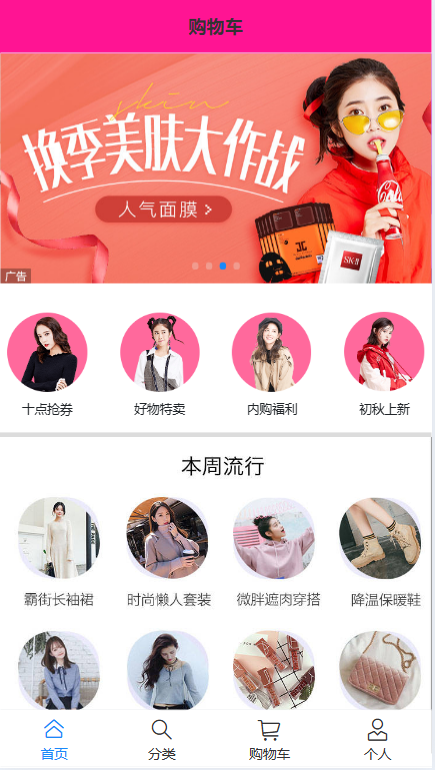 购物车
skin
换季美肤大作战
人气面膜 >
SK-II
广告
十点抢券 好物特卖 内购福利 初秋上新
本周流行
霸街长袖裙 时尚懒人套装 微胖遮肉穿搭 降温保暖鞋
首页 分类 购物车 个人